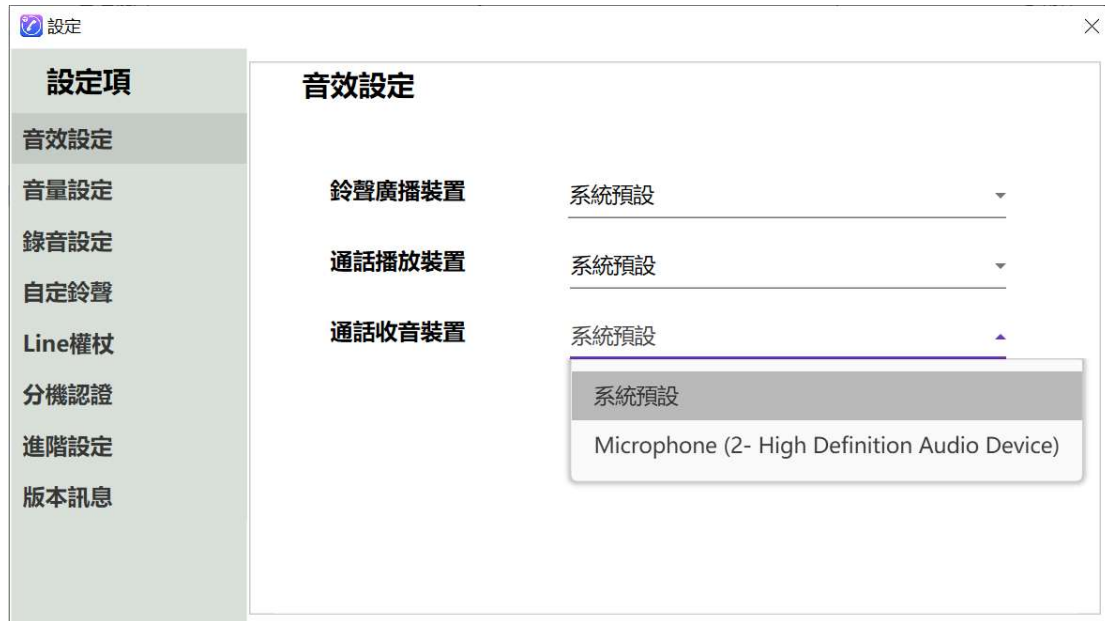 設定
設定項
音效設定
音量設定
錄音設定
自定鈴聲
Line權杖
分機認證
進階設定
版本訊息
音效設定
鈴聲廣播裝置 系統預設
通話播放裝置 系統預設
通話收音裝置 系統預設
系統預設
Microphone (2- High Definition Audio Device)